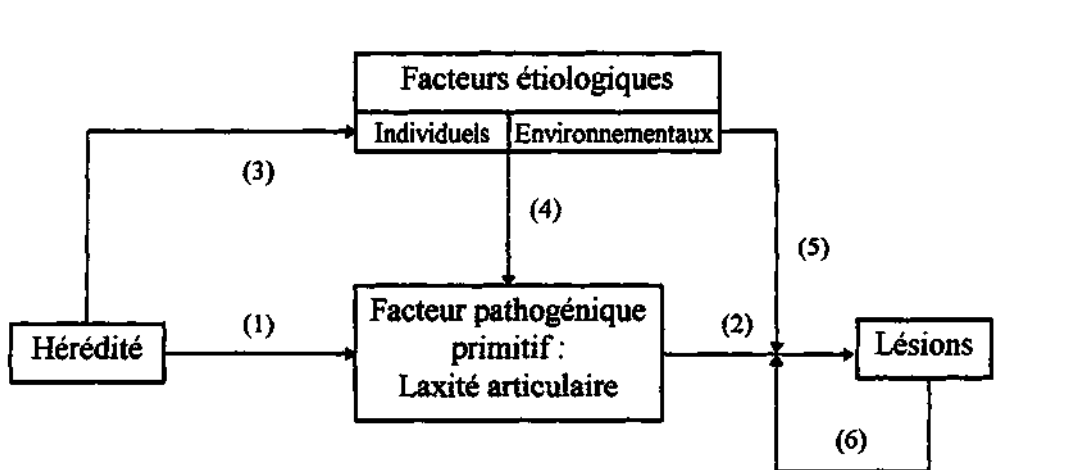 Facteurs étiologiques
Individuels Environnementaux
(3)
(4)
(5)
Hérédité
(1)
Facteur pathogénique
primitif :
Laxité articulaire
(2)
Lésions
(6)